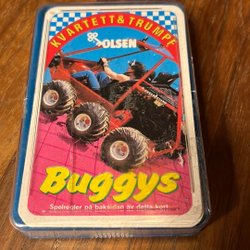 KVARTETT & TRUMPF
OLSEN
Buggys
Spelregler på baksidan av detta kort